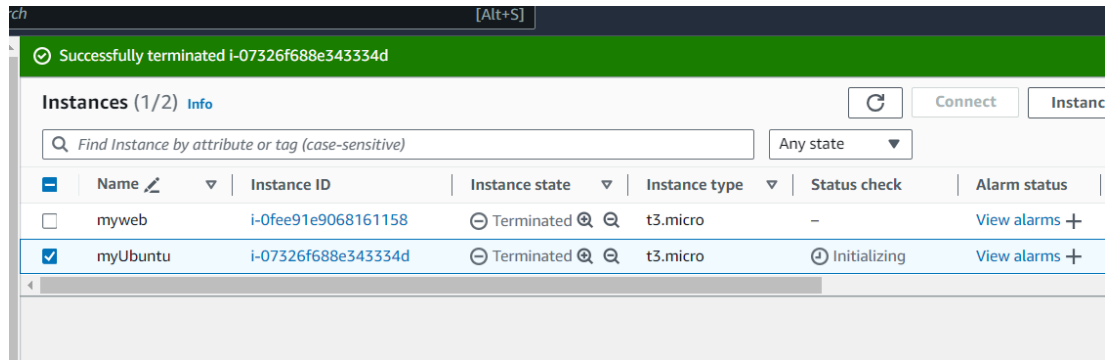 rch [Alt+S]
Successfully terminated i-07326f688e343334d
Instances (1/2) Info Connect Instanc
Find Instance by attribute or tag (case-sensitive) Any state
Name Instance ID Instance state Instance type Status check Alarm status
myweb i-0fee91e9068161158 Terminated t3.micro – View alarms +
myUbuntu i-07326f688e343334d Terminated t3.micro Initializing View alarms +